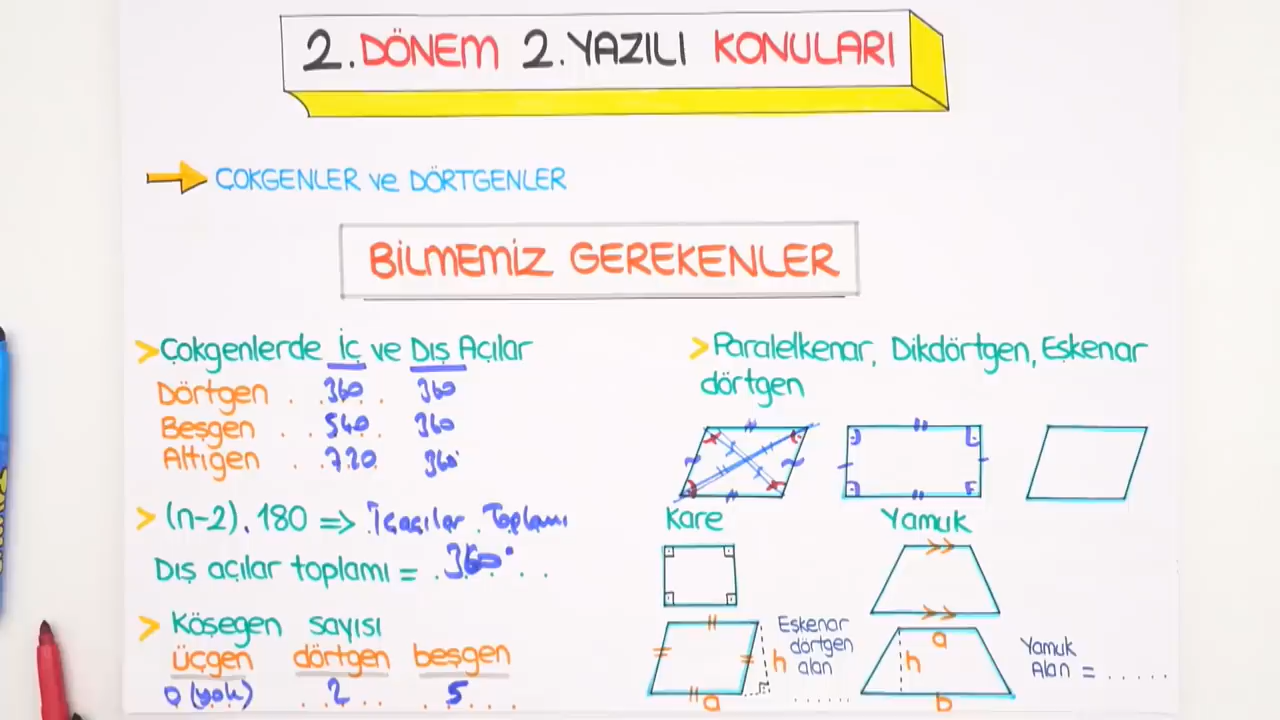 2. DÖNEM 2. YAZILI KONULARI
ÇOKGENLER ve DÖRTGENLER
BİLMEMİZ GEREKENLER
> Çokgenlerde İç ve Dış Açılar
Dörtgen . . 360 . 360
Beşgen . . 540 . 360
Altıgen . . 720 360°
> (n-2). 180 => İç açılar Toplamı
Dış açılar toplamı = . 360° . .
> Köşegen sayısı
üçgen dörtgen beşgen
0 (yok) 2 5
> Paralelkenar, Dikdörtgen, Eşkenar
dörtgen
Kare Yamuk
Eşkenar
dörtgen
alan ......
h
a
a
h
b
Yamuk
Alan = ......